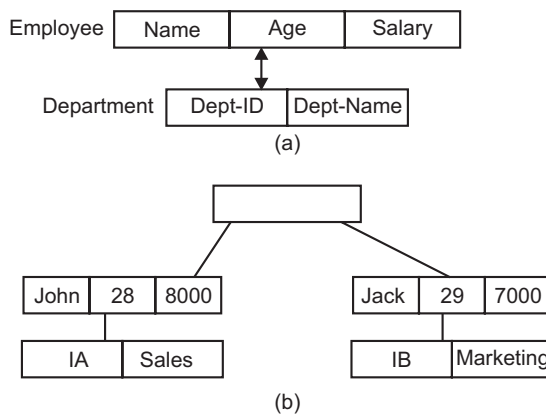 Employee Name Age Salary
Department Dept-ID Dept-Name
(a)
John 28 8000 Jack 29 7000
IA Sales IB Marketing
(b)